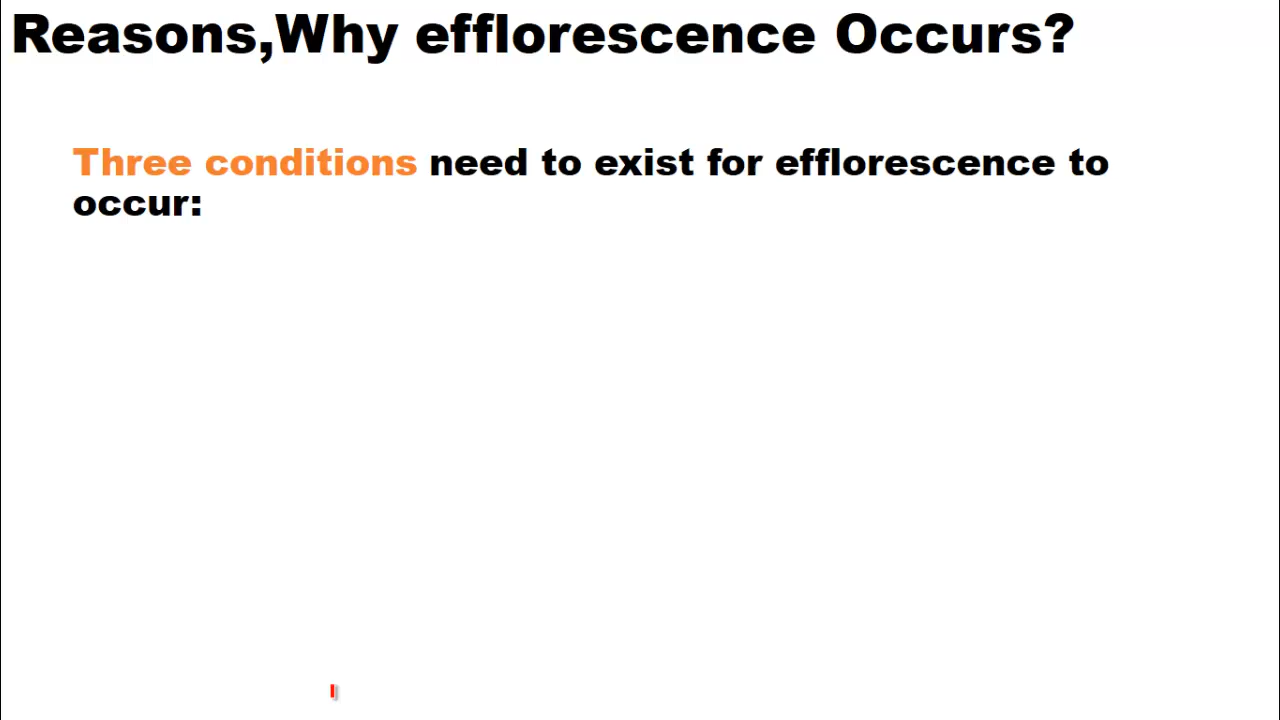 Reasons,Why efflorescence Occurs?
Three conditions need to exist for efflorescence to
occur: